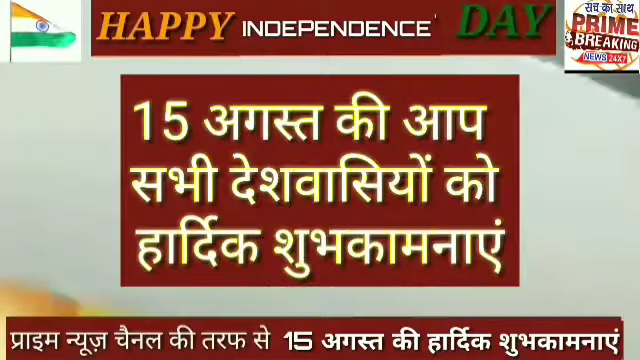 HAPPY INDEPENDENCE DAY
सच का साथ
PRIME
BREAKING
NEWS 24X7
15 अगस्त की आप
सभी देशवासियों को
हार्दिक शुभकामनाएं
प्राइम न्यूज़ चैनल की तरफ से 15 अगस्त की हार्दिक शुभकामनाएं